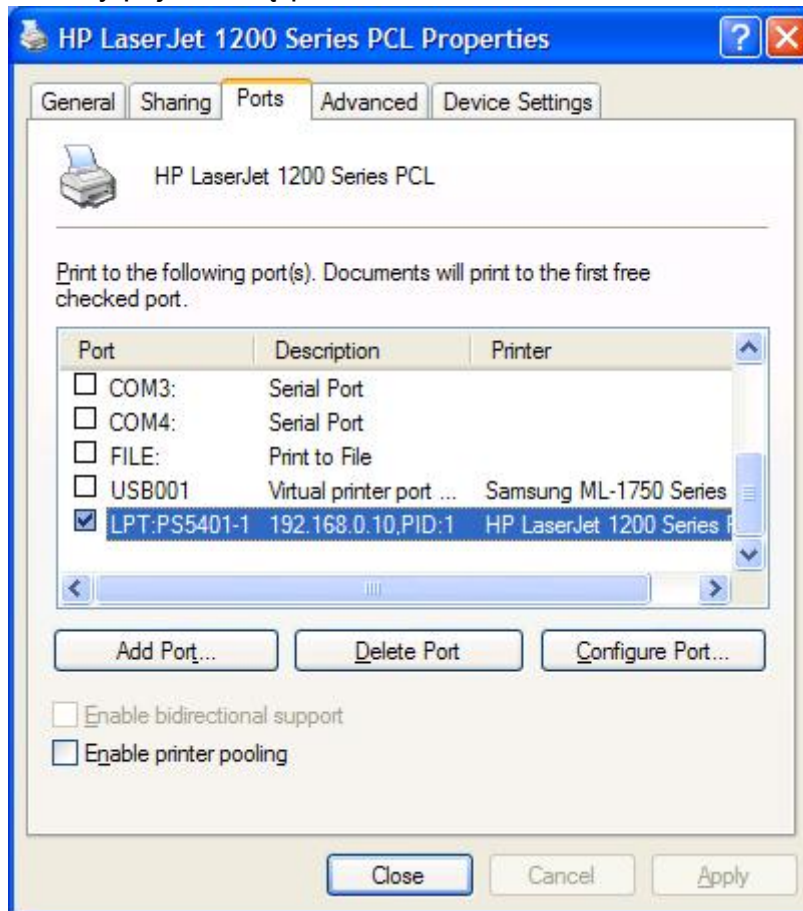 HP LaserJet 1200 Series PCL Properties
General Sharing Ports Advanced Device Settings
HP LaserJet 1200 Series PCL
Print to the following port(s). Documents will print to the first free
checked port.
Port Description Printer
COM3: Serial Port
COM4: Serial Port
FILE: Print to File
USB001 Virtual printer port ... Samsung ML-1750 Series
LPT:PS5401-1 192.168.0.10,PID:1 HP LaserJet 1200 Series
Add Port... Delete Port Configure Port...
Enable bidirectional support
Enable printer pooling
Close Cancel Apply